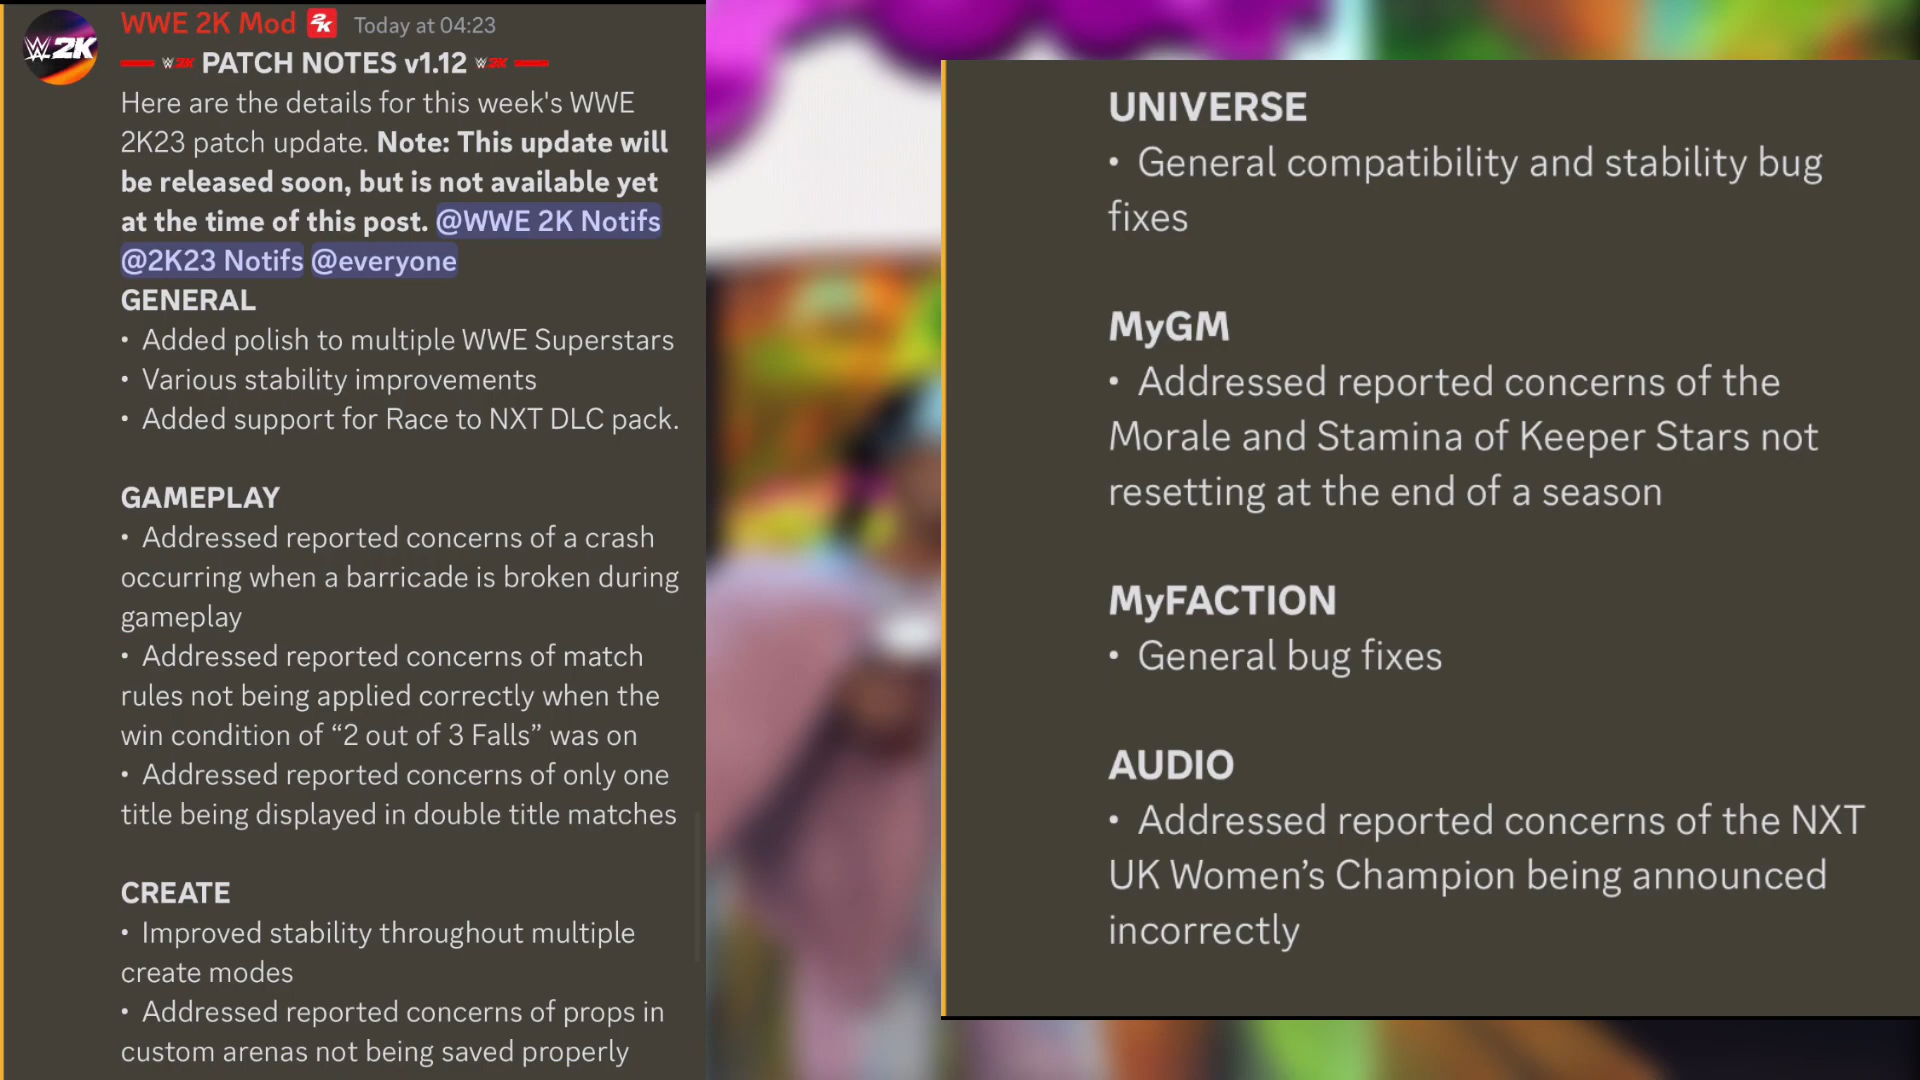 W 2K
WWE 2K Mod 2K Today at 04:23
W2K PATCH NOTES v1.12 W2K
Here are the details for this week's WWE
2K23 patch update. Note: This update will
be released soon, but is not available yet
at the time of this post. @WWE 2K Notifs
@2K23 Notifs @everyone
GENERAL
• Added polish to multiple WWE Superstars
• Various stability improvements
• Added support for Race to NXT DLC pack.
GAMEPLAY
• Addressed reported concerns of a crash
occurring when a barricade is broken during
gameplay
• Addressed reported concerns of match
rules not being applied correctly when the
win condition of “2 out of 3 Falls” was on
• Addressed reported concerns of only one
title being displayed in double title matches
CREATE
• Improved stability throughout multiple
create modes
• Addressed reported concerns of props in
custom arenas not being saved properly
UNIVERSE
• General compatibility and stability bug
fixes
MyGM
• Addressed reported concerns of the
Morale and Stamina of Keeper Stars not
resetting at the end of a season
MyFACTION
• General bug fixes
AUDIO
• Addressed reported concerns of the NXT
UK Women’s Champion being announced
incorrectly